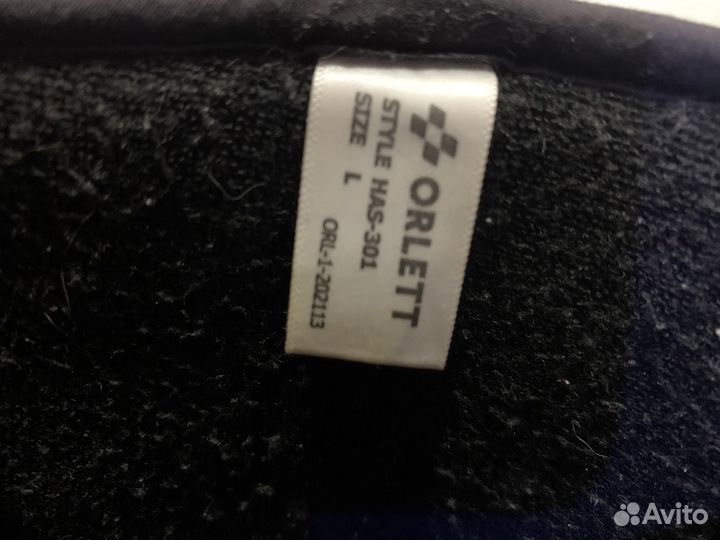 ORLETT
STYLE HAS-301
SIZE L
ORL-1-202113
Avito